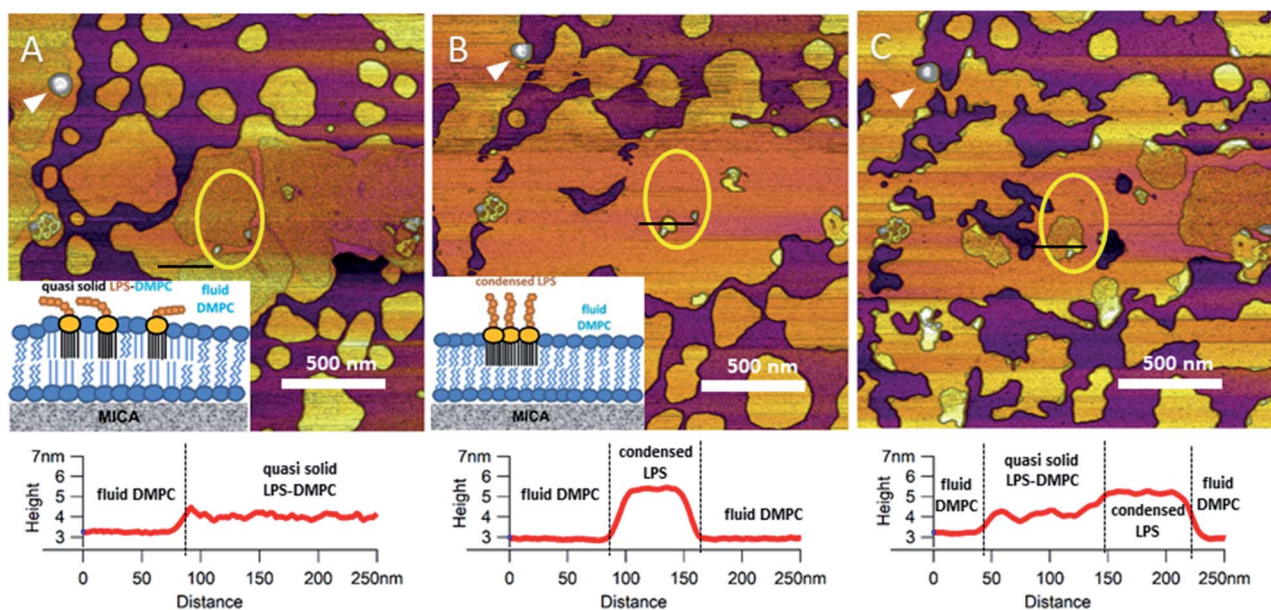 A
quasi solid LPS-DMPC
fluid
DMPC
MICA
500 nm
B
condensed LPS
fluid
DMPC
MICA
500 nm
C
500 nm
7nm
6
5
4
3
Height
fluid DMPC
quasi solid
LPS-DMPC
0
50
100
150
200
250nm
Distance
7nm
6
5
4
3
Height
fluid DMPC
condensed
LPS
fluid DMPC
0
50
100
150
200
250nm
Distance
7nm
6
5
4
3
Height
fluid
DMPC
quasi solid
LPS-DMPC
condensed
LPS
fluid
DMPC
0
50
100
150
200
250nm
Distance